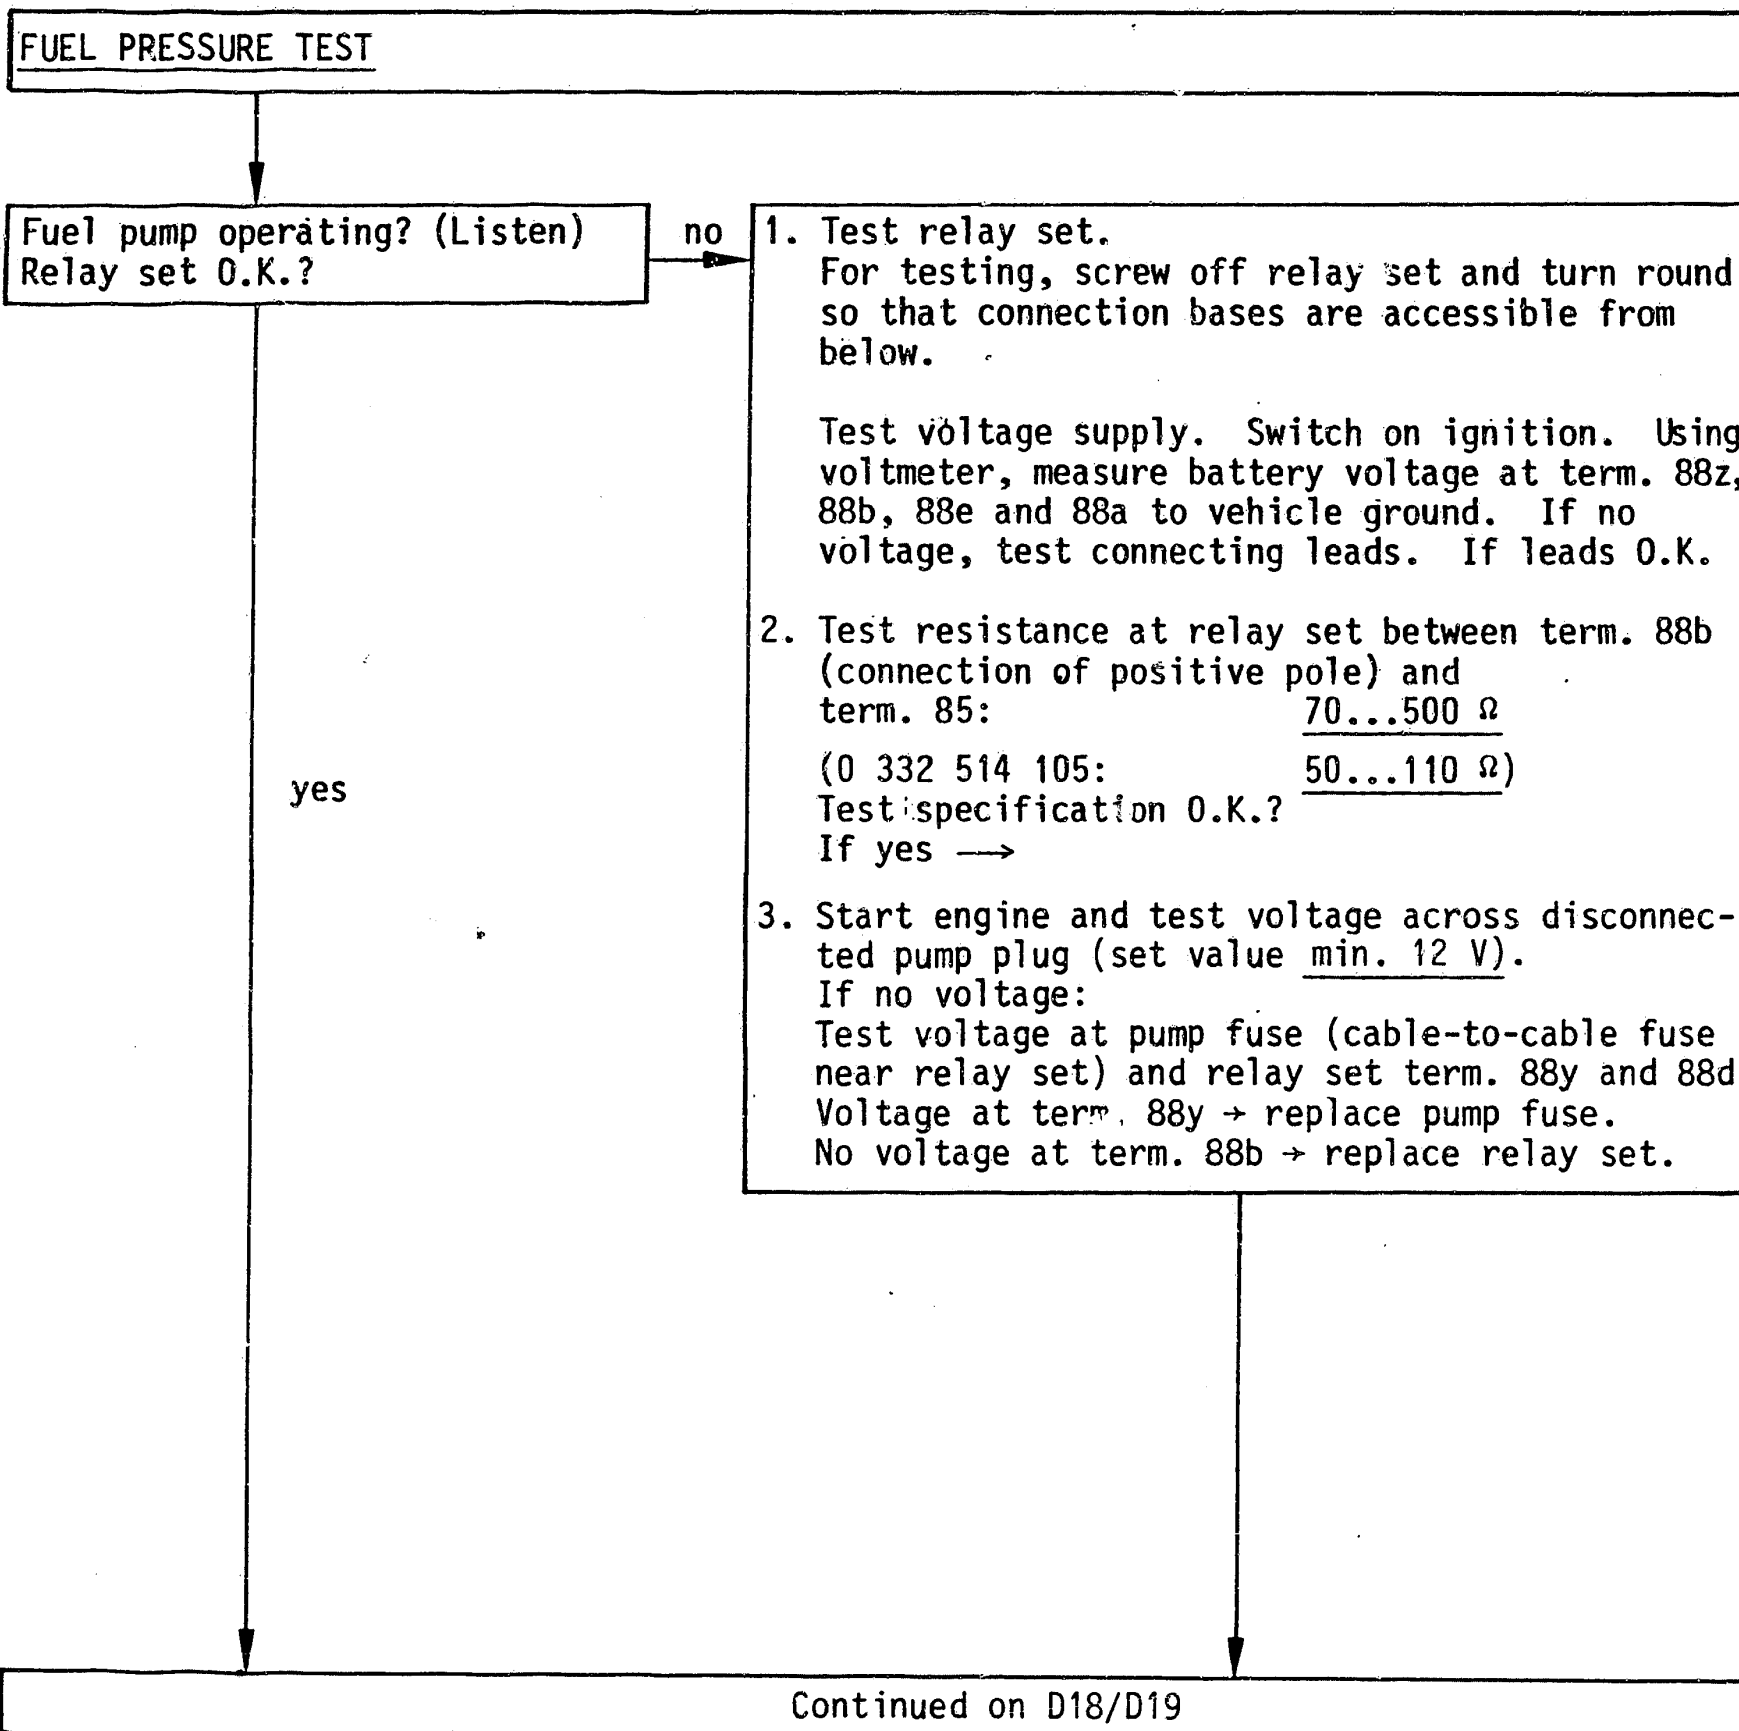 FUEL PRESSURE TEST
Fuel pump operating? (Listen)
Relay set O.K.?
no
1. Test relay set.
For testing, screw off relay set and turn round
so that connection bases are accessible from
below.
Test voltage supply. Switch on ignition. Using
voltmeter, measure battery voltage at term. 88z,
88b, 88e and 88a to vehicle ground. If no
voltage, test connecting leads. If leads O.K.
2. Test resistance at relay set between term. 88b
(connection of positive pole) and
term. 85: 70...500 Ω
(0 332 514 105: 50...110 Ω)
Test specification O.K.?
If yes →
yes
3. Start engine and test voltage across disconnec-
ted pump plug (set value min. 12 V).
If no voltage:
Test voltage at pump fuse (cable-to-cable fuse
near relay set) and relay set term. 88y and 88d
Voltage at term. 88y → replace pump fuse.
No voltage at term. 88b → replace relay set.
Continued on D18/D19